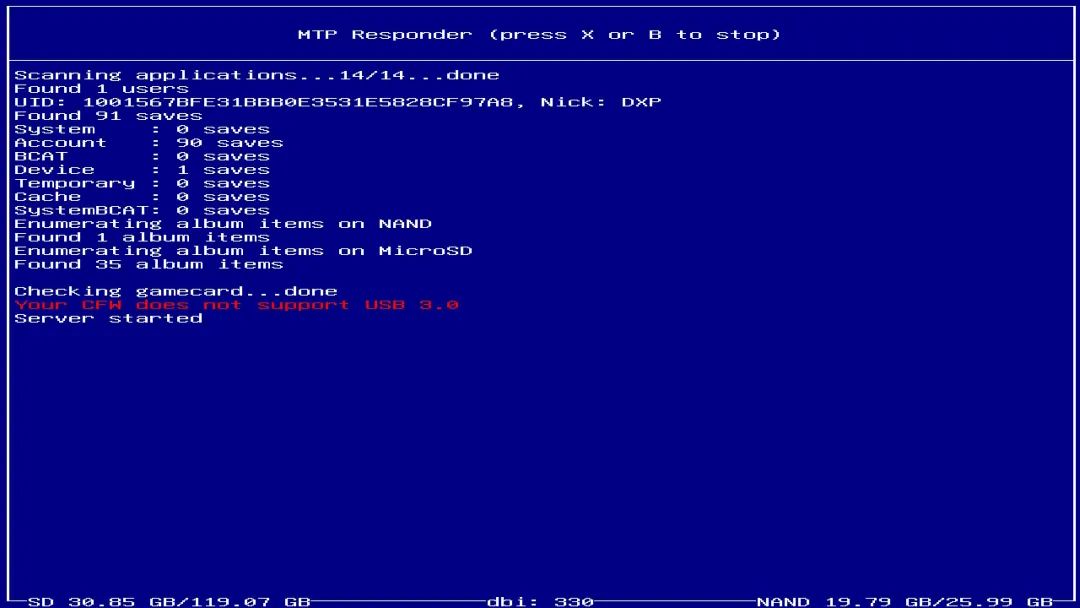 MTP Responder (press X or B to stop)
Scanning applications...14/14...done
Found 1 users
UID: 1001567BFE31BBB0E3531E5828CF97A8, Nick: DXP
Found 91 saves
System    : 0 saves
Account   : 90 saves
BCAT      : 0 saves
Device    : 1 saves
Temporary : 0 saves
Cache     : 0 saves
SystemBCAT: 0 saves
Enumerating album items on NAND
Found 1 album items
Enumerating album items on MicroSD
Found 35 album items
Checking gamecard...done
Your CFW does not support USB 3.0
Server started
SD 30.85 GB/119.07 GB dbi: 330 NAND 19.79 GB/25.99 GB